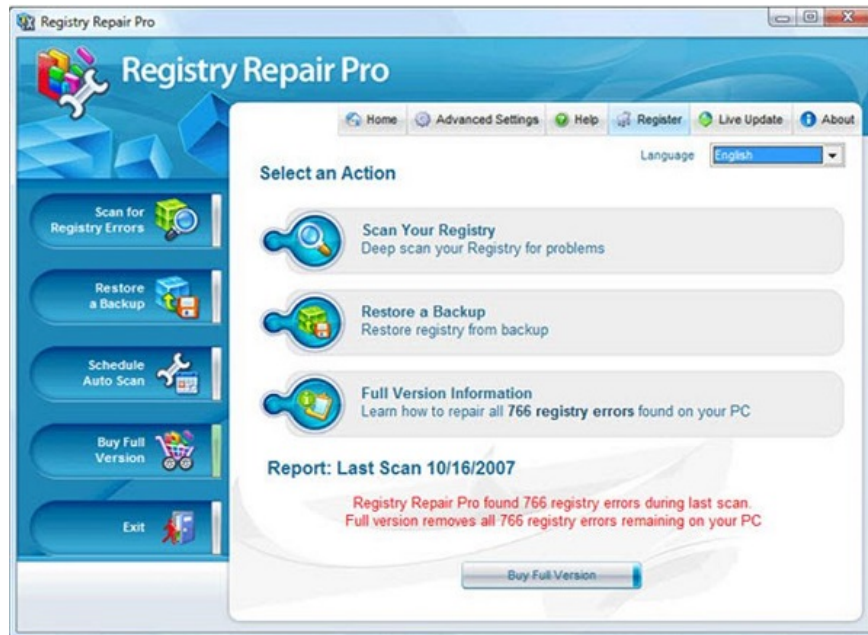 Registry Repair Pro
Registry Repair Pro
Home Advanced Settings Help Register Live Update About
Language English
Select an Action
Scan for
Registry Errors
Restore
a Backup
Schedule
Auto Scan
Buy Full
Version
Exit
Scan Your Registry
Deep scan your Registry for problems
Restore a Backup
Restore registry from backup
Full Version Information
Learn how to repair all 766 registry errors found on your PC
Report: Last Scan 10/16/2007
Registry Repair Pro found 766 registry errors during last scan.
Full version removes all 766 registry errors remaining on your PC
Buy Full Version